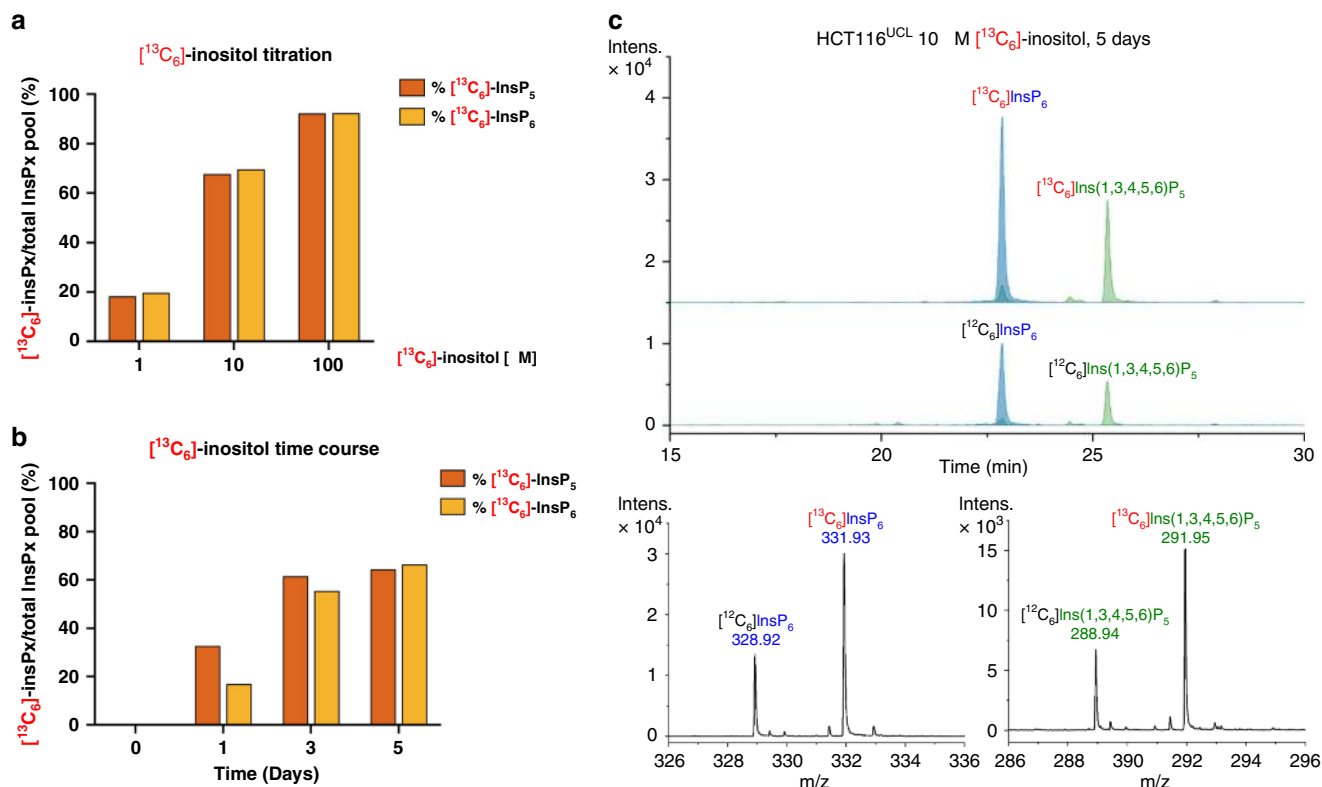 a
[¹³C₆]-inositol titration
[¹³C₆]-insPx/total InsPx pool (%)
100
80
60
40
20
0
% [¹³C₆]-InsP₅
% [¹³C₆]-InsP₆
1 10 100
[¹³C₆]-inositol [ M]
b
[¹³C₆]-inositol time course
[¹³C₆]-insPx/total InsPx pool (%)
100
80
60
40
20
0
% [¹³C₆]-InsP₅
% [¹³C₆]-InsP₆
0 1 3 5
Time (Days)
c
HCT116ᵁᶜᴸ 10 M [¹³C₆]-inositol, 5 days
Intens.
× 10⁴
4
3
2
1
0
[¹³C₆]InsP₆
[¹³C₆]Ins(1,3,4,5,6)P₅
[¹²C₆]InsP₆
[¹²C₆]Ins(1,3,4,5,6)P₅
15 20 25 30
Time (min)
Intens.
× 10⁴
3
2
1
0
[¹³C₆]InsP₆
331.93
[¹²C₆]InsP₆
328.92
326 328 330 332 334 336
m/z
Intens.
× 10³
15
10
5
0
[¹³C₆]Ins(1,3,4,5,6)P₅
291.95
[¹²C₆]Ins(1,3,4,5,6)P₅
288.94
286 288 390 292 294 296
m/z